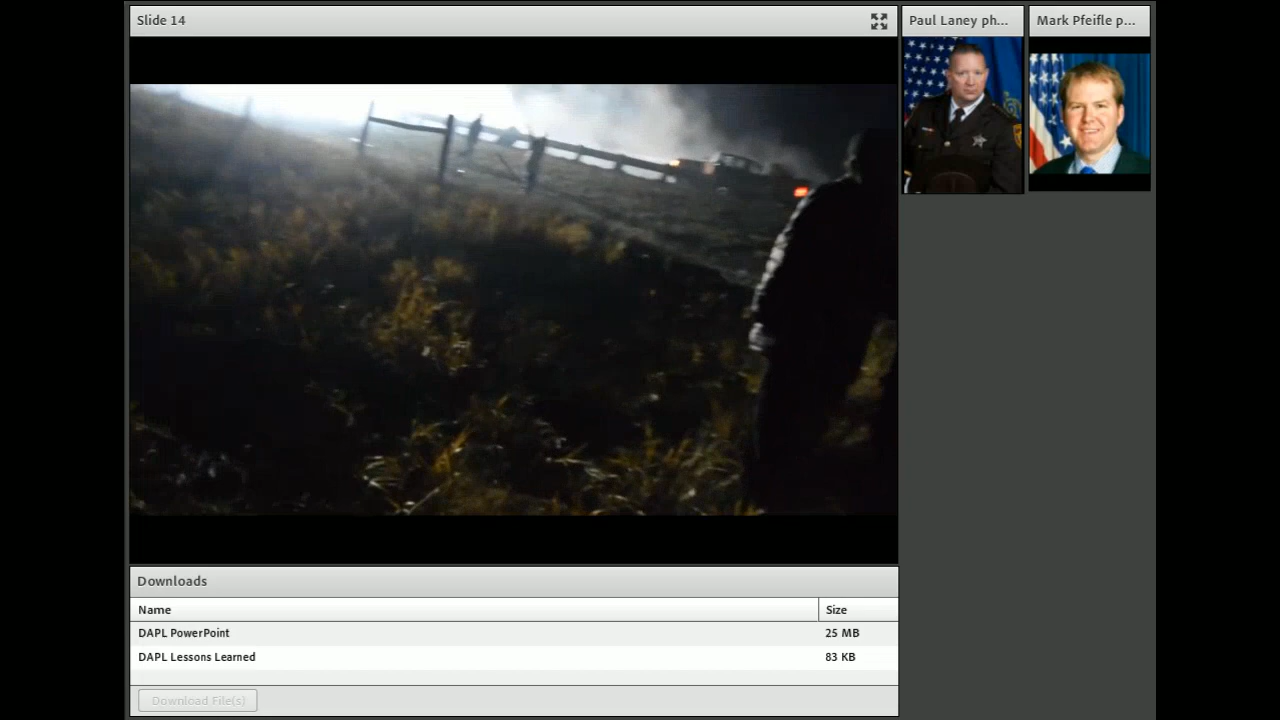 Slide 14
Paul Laney ph...
Mark Pfeifle p...
Downloads
Name Size
DAPL PowerPoint 25 MB
DAPL Lessons Learned 83 KB
Download File(s)